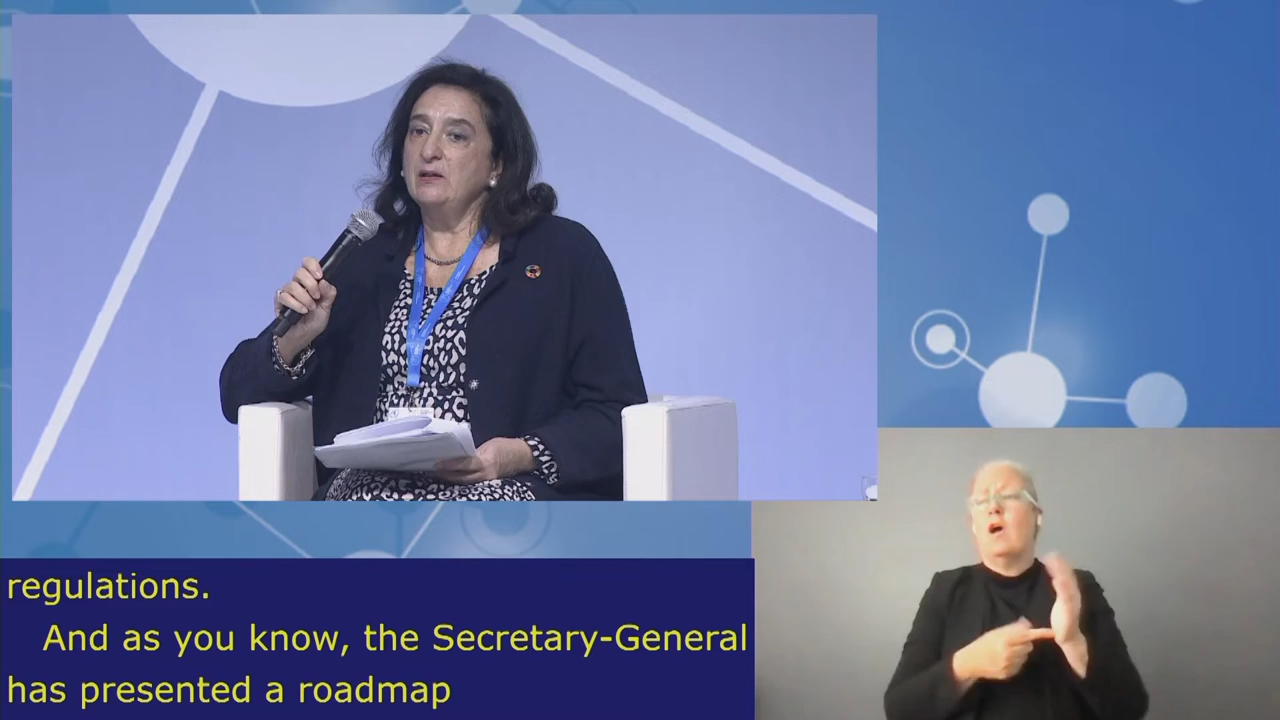 regulations.
And as you know, the Secretary-General
has presented a roadmap